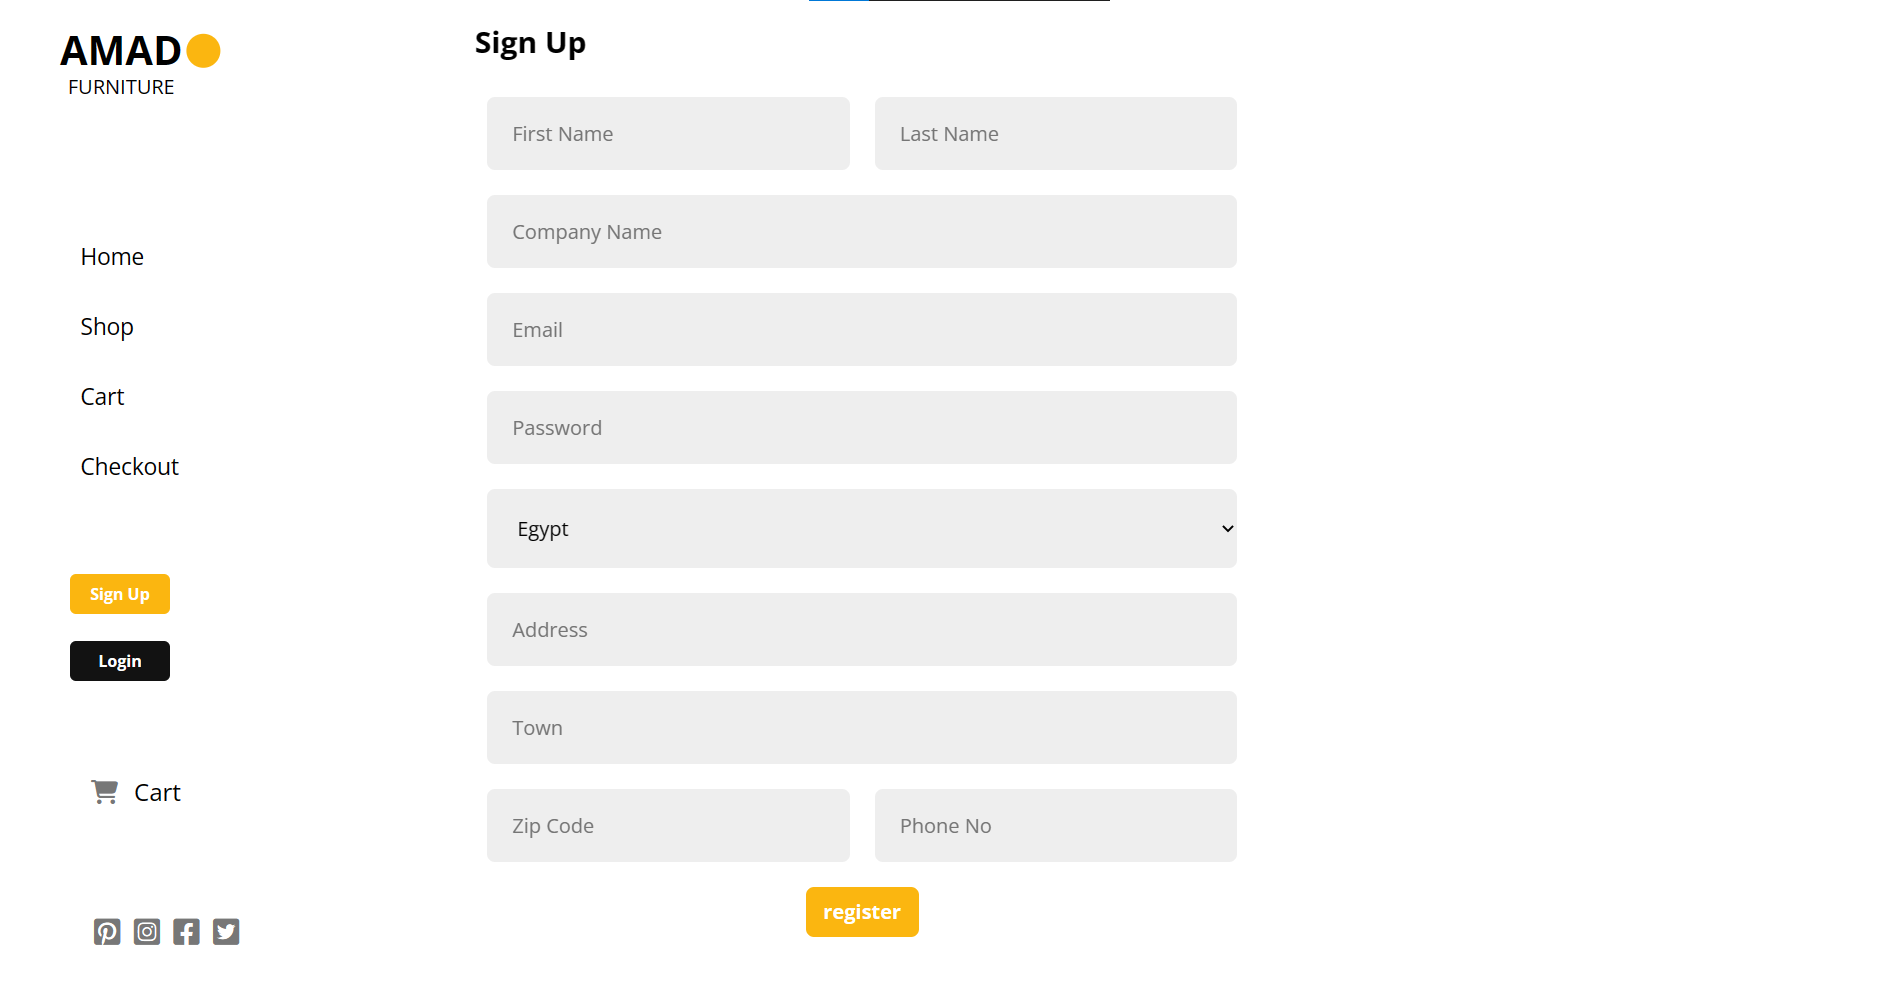 AMAD
FURNITURE
Home
Shop
Cart
Checkout
Sign Up
Login
Cart
Sign Up
First Name
Last Name
Company Name
Email
Password
Egypt
Address
Town
Zip Code
Phone No
register